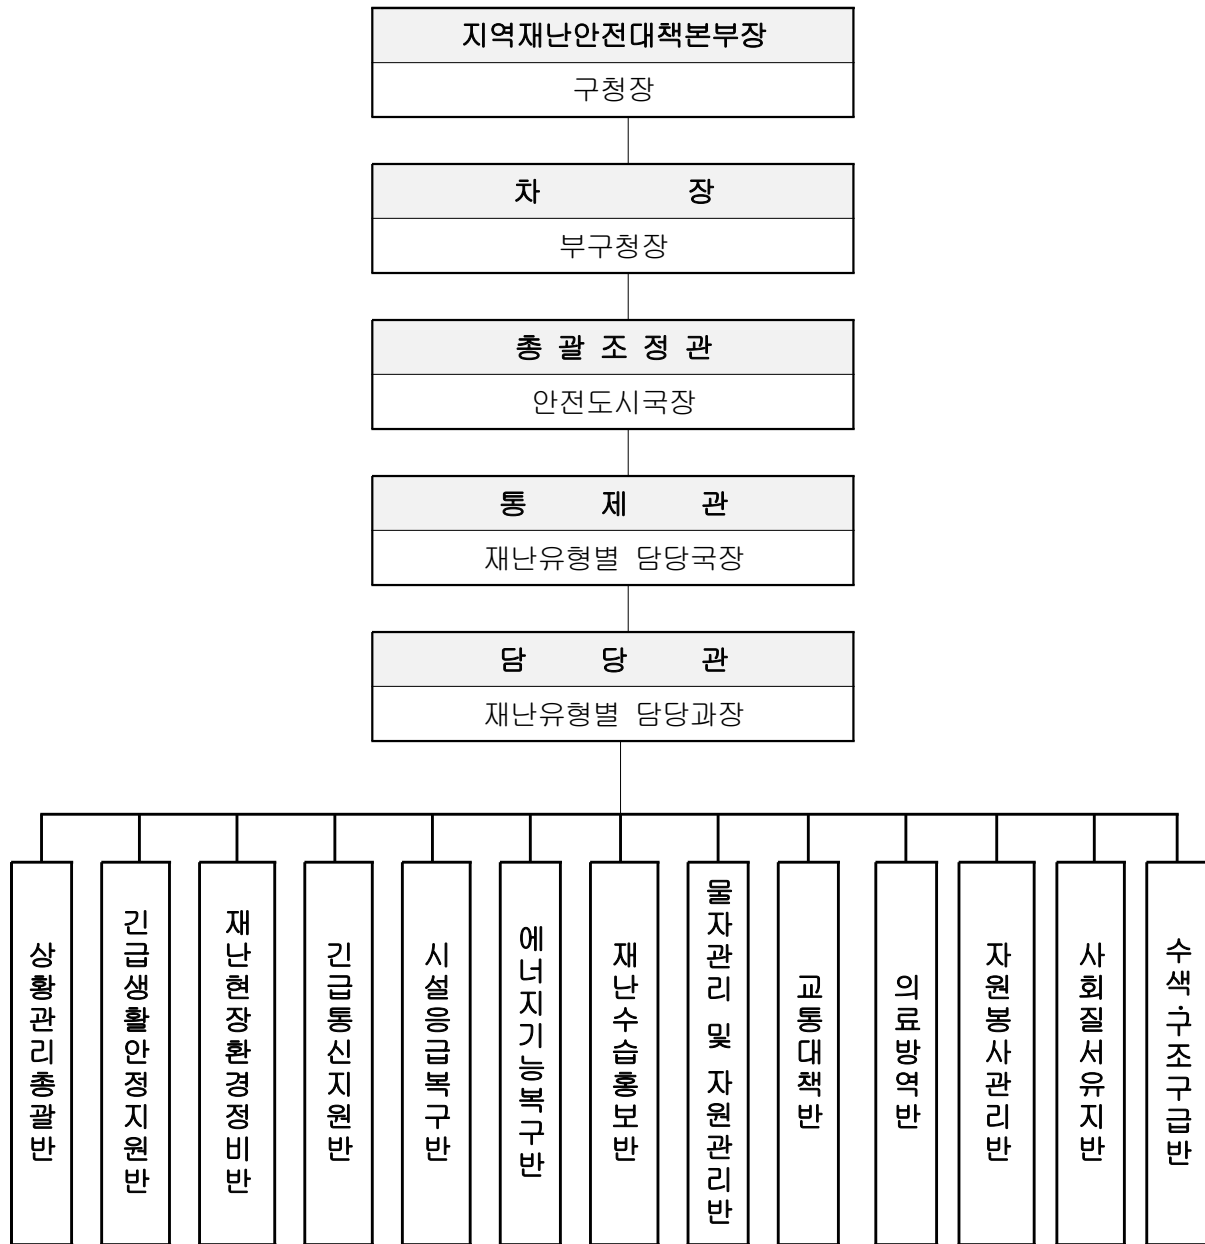 지역재난안전대책본부장
구청장
차 장
부구청장
총 괄 조 정 관
안전도시국장
통 제 관
재난유형별 담당국장
담 당 관
재난유형별 담당과장
상황관리총괄반
긴급생활안정지원반
재난현장환경정비반
긴급통신지원반
시설응급복구반
에너지기능복구반
재난수습홍보반
물자관리 및 자원관리반
교통대책반
의료방역반
자원봉사관리반
사회질서유지반
수색·구조구급반